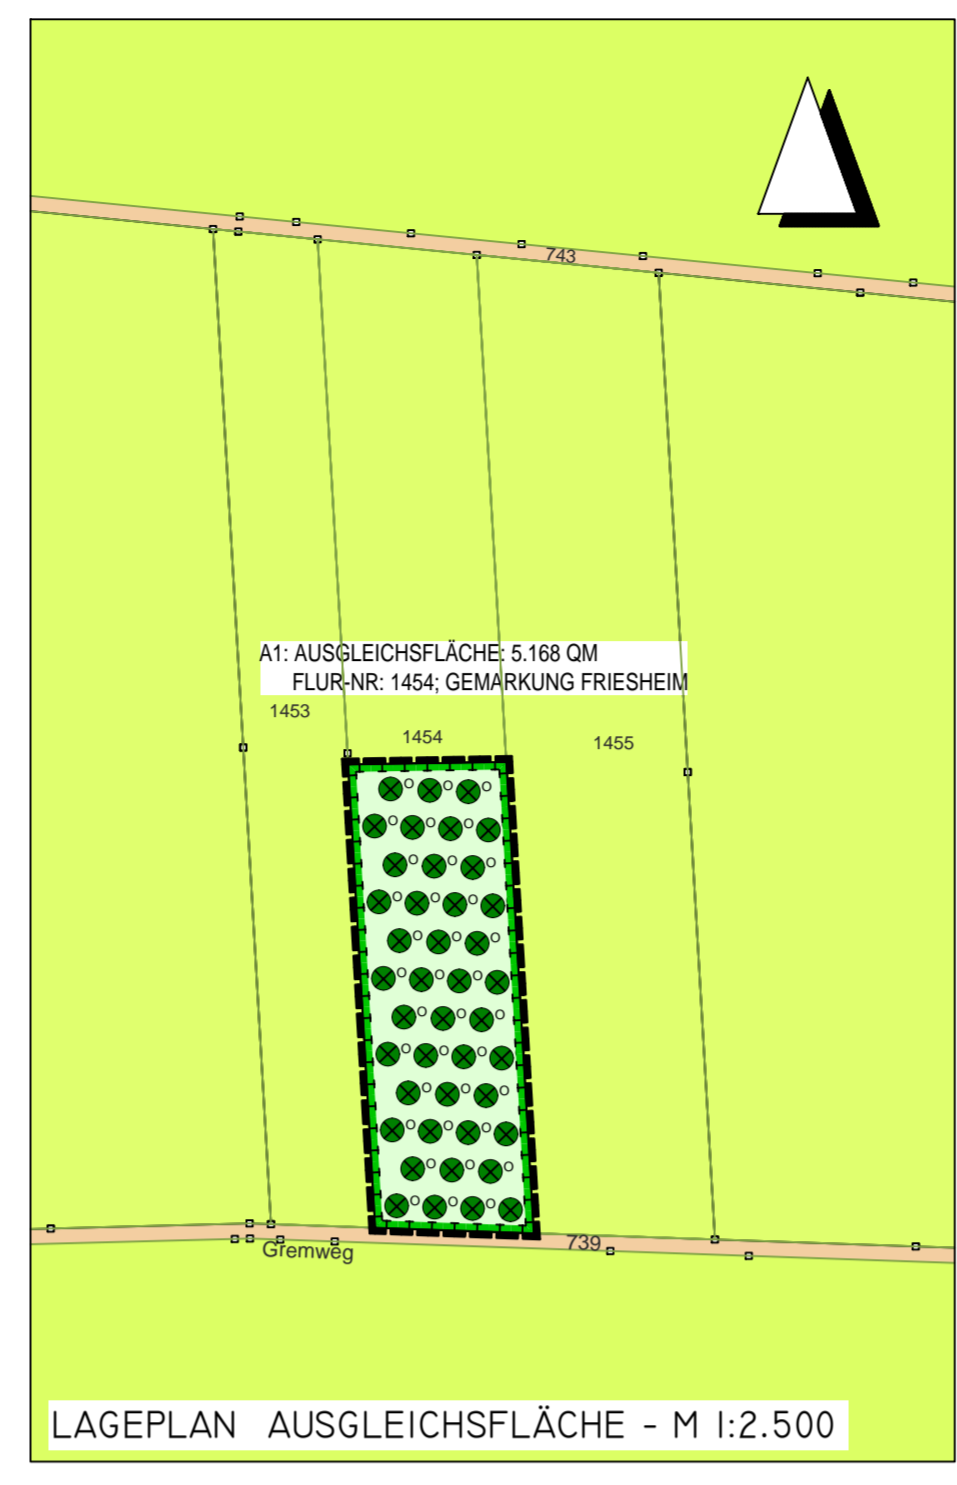 743
A1: AUSGLEICHSFLÄCHE: 5.168 QM
FLUR-NR: 1454; GEMARKUNG FRIESHEIM
1453
1454
1455
O O O
O O O O
O O O
O O O O
O O O
O O O O
O O O
O O O O
O O O
O O O O
O O O
O O O O
Gremweg
739
LAGEPLAN AUSGLEICHSFLÄCHE - M 1:2.500